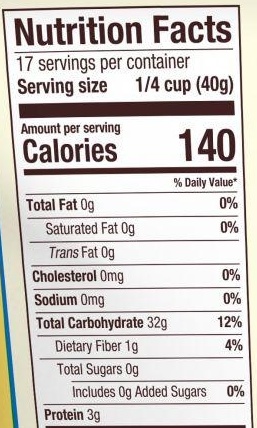 Nutrition Facts
17 servings per container
Serving size 1/4 cup (40g)
Amount per serving
Calories 140
% Daily Value*
Total Fat 0g 0%
Saturated Fat 0g 0%
Trans Fat 0g
Cholesterol 0mg 0%
Sodium 0mg 0%
Total Carbohydrate 32g 12%
Dietary Fiber 1g 4%
Total Sugars 0g
Includes 0g Added Sugars 0%
Protein 3g